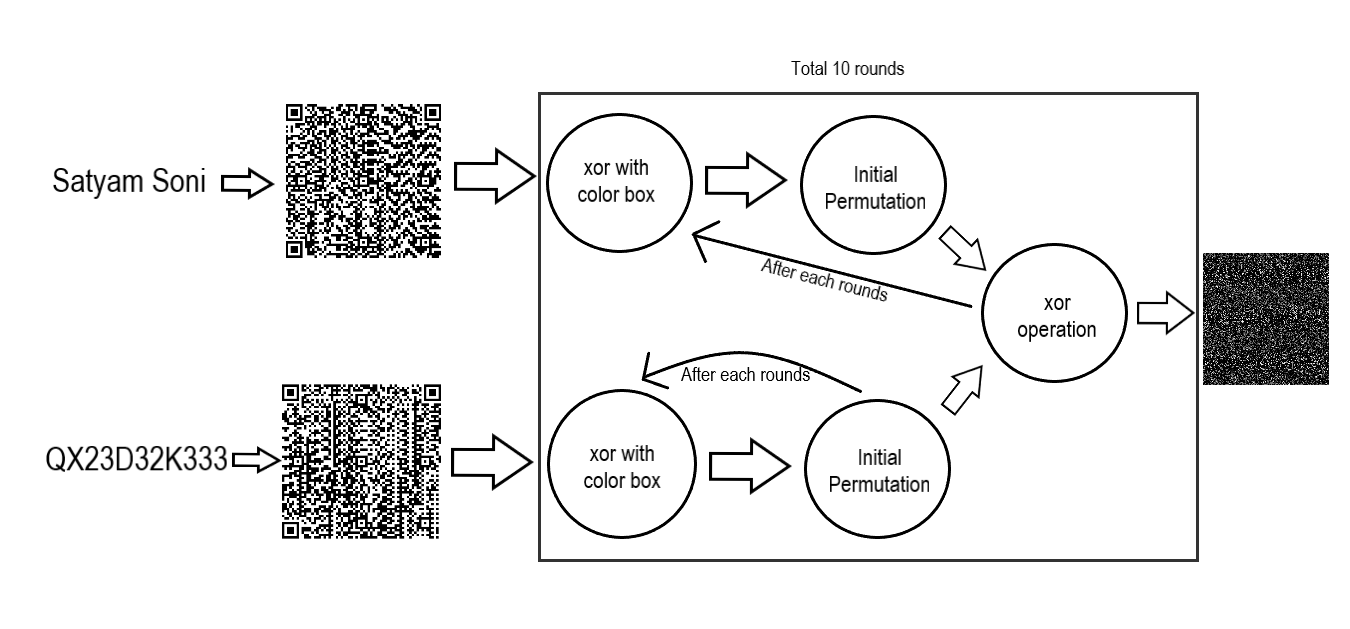 Total 10 rounds
Satyam Soni
xor with
color box
Initial
Permutation
After each rounds
xor
operation
After each rounds
QX23D32K333
xor with
color box
Initial
Permutation